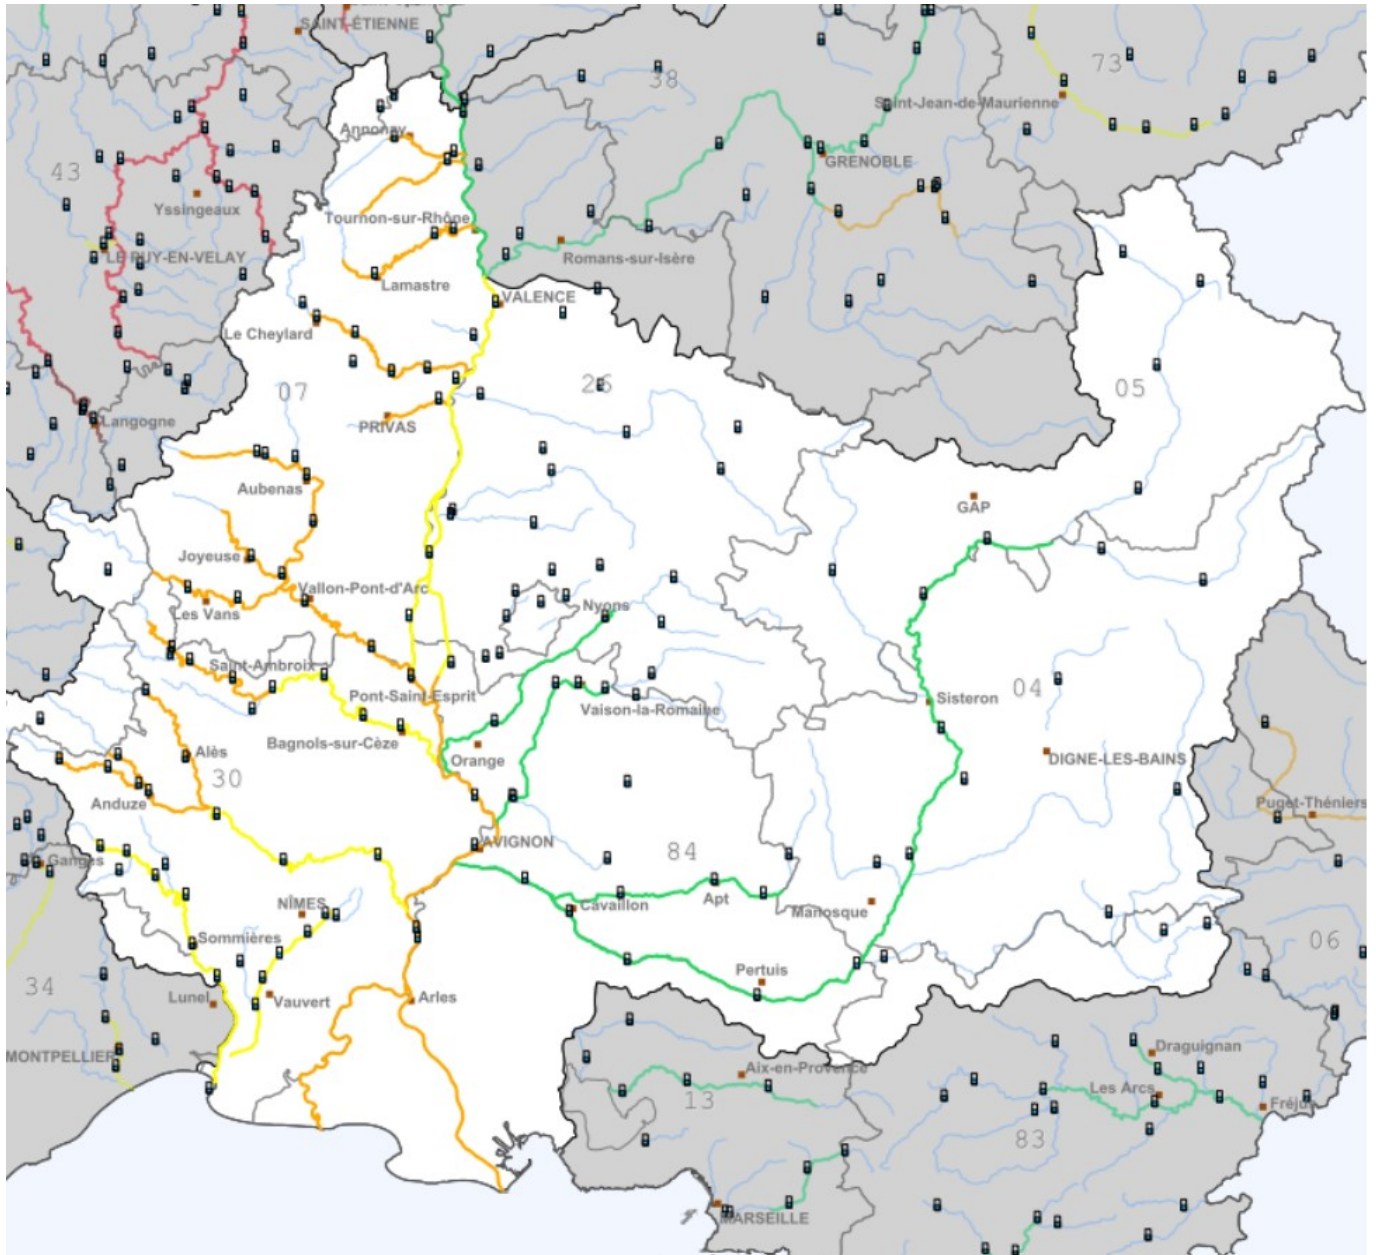 SAINT-ÉTIENNE
38
73
Saint-Jean-de-Maurienne
Annonay
GRENOBLE
43
Yssingeaux
Tournon-sur-Rhône
LE PUY-EN-VELAY
Romans-sur-Isère
Lamastre
VALENCE
Le Cheylard
07
26
05
Langogne
PRIVAS
Aubenas
GAP
Joyeuse
Vallon-Pont-d'Arc
Les Vans
Nyons
Saint-Ambroix
04
Pont-Saint-Esprit
Sisteron
Vaison-la-Romaine
Bagnols-sur-Cèze
Alès
Orange
DIGNE-LES-BAINS
30
Anduze
Puget-Théniers
AVIGNON
84
Ganges
Apt
NÎMES
Cavaillon
Manosque
Sommières
06
Pertuis
34
Lunel
Vauvert
Arles
MONTPELLIER
Draguignan
Aix-en-Provence
Les Arcs
13
Fréjus
83
MARSEILLE